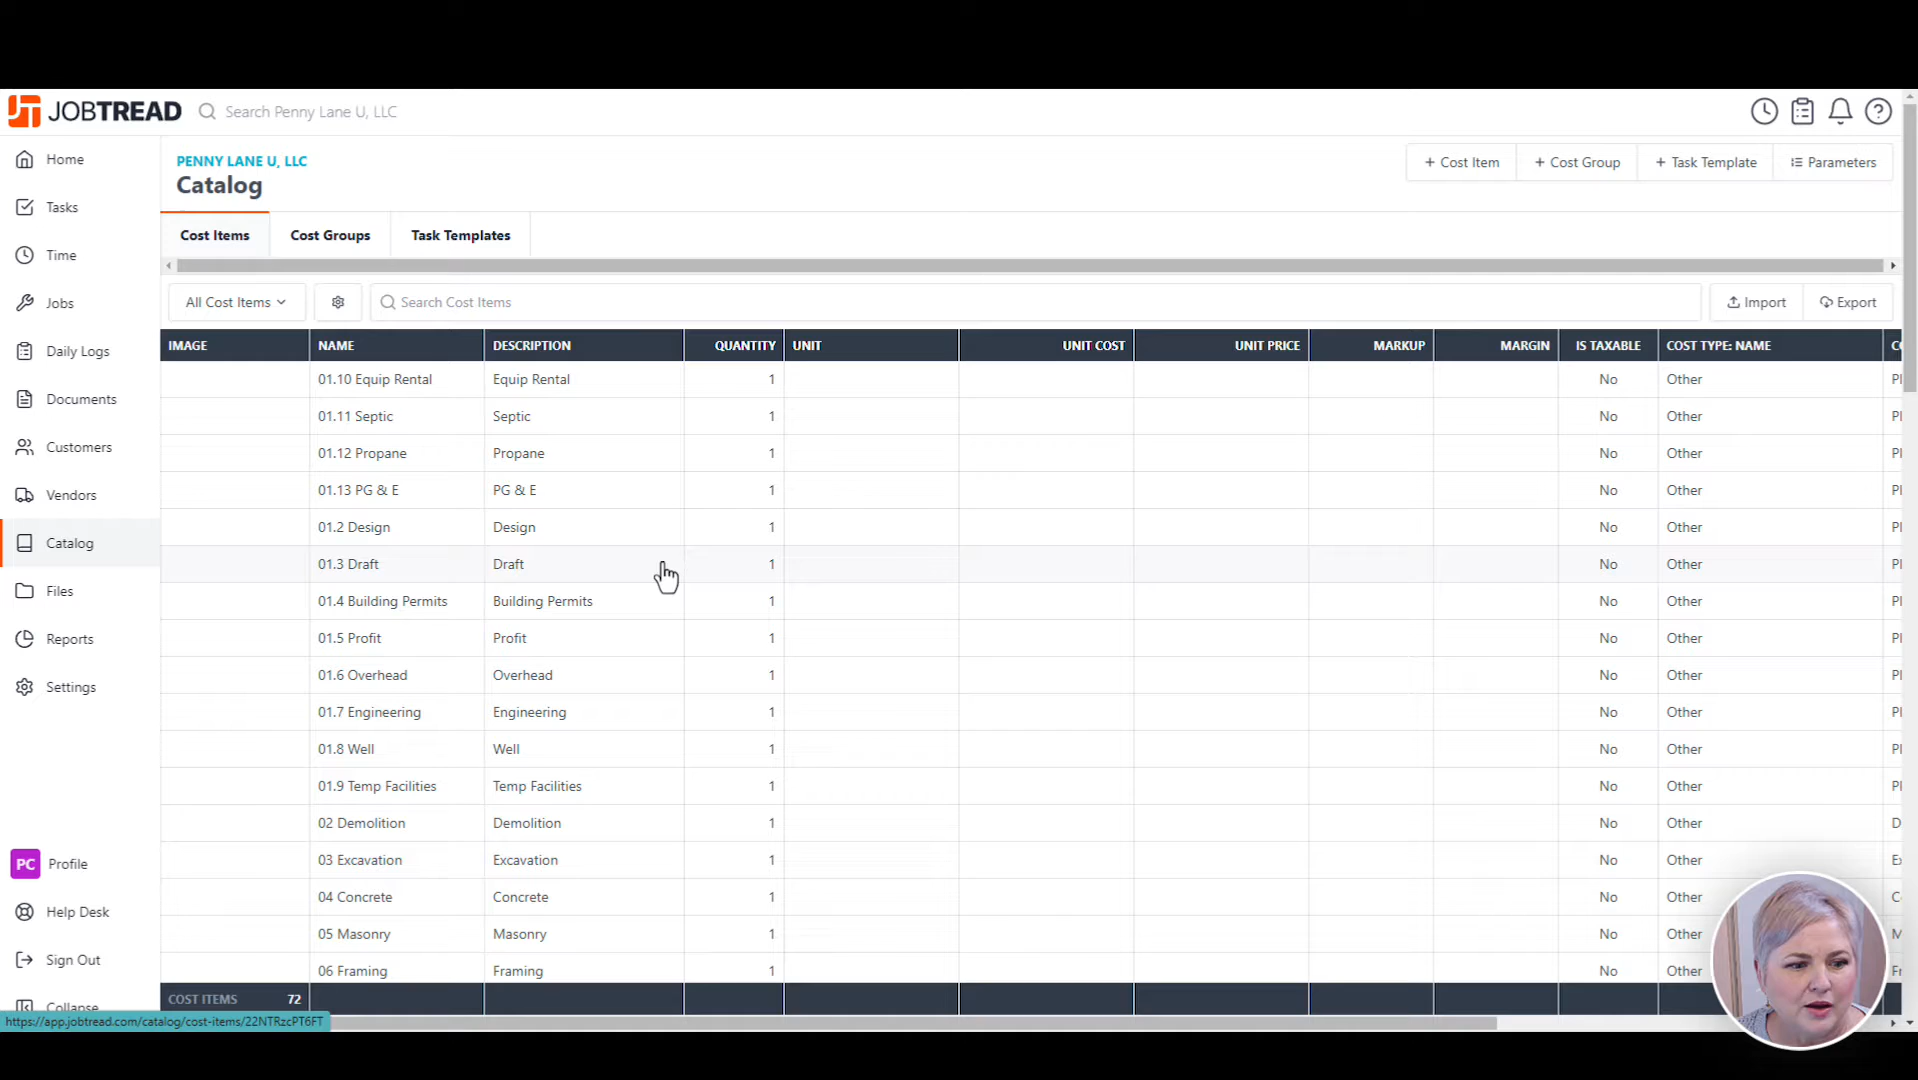 JOBTREAD
Search Penny Lane U, LLC
Home
Tasks
Time
Jobs
Daily Logs
Documents
Customers
Vendors
Catalog
Files
Reports
Settings
PC Profile
Help Desk
Sign Out
Collapse
https://app.jobtread.com/catalog/cost-items/22NTRzcPT6FT
PENNY LANE U, LLC
Catalog
+ Cost Item + Cost Group + Task Template Parameters
Cost Items Cost Groups Task Templates
All Cost Items Search Cost Items Import Export
IMAGE NAME DESCRIPTION QUANTITY UNIT UNIT COST UNIT PRICE MARKUP MARGIN IS TAXABLE COST TYPE: NAME
01.10 Equip Rental Equip Rental 1 No Other
01.11 Septic Septic 1 No Other
01.12 Propane Propane 1 No Other
01.13 PG & E PG & E 1 No Other
01.2 Design Design 1 No Other
01.3 Draft Draft 1 No Other
01.4 Building Permits Building Permits 1 No Other
01.5 Profit Profit 1 No Other
01.6 Overhead Overhead 1 No Other
01.7 Engineering Engineering 1 No Other
01.8 Well Well 1 No Other
01.9 Temp Facilities Temp Facilities 1 No Other
02 Demolition Demolition 1 No Other
03 Excavation Excavation 1 No Other
04 Concrete Concrete 1 No Other
05 Masonry Masonry 1 No Other
06 Framing Framing 1 No Other
COST ITEMS 72